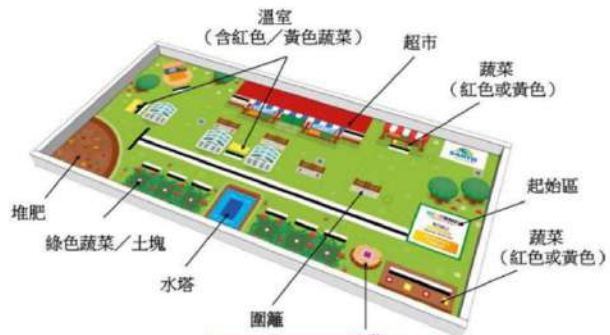 溫室
（含紅色／黃色蔬菜）
超市
蔬菜
（紅色或黃色）
堆肥
綠色蔬菜／土塊
水塔
圍籬
起始區
蔬菜
（紅色或黃色）